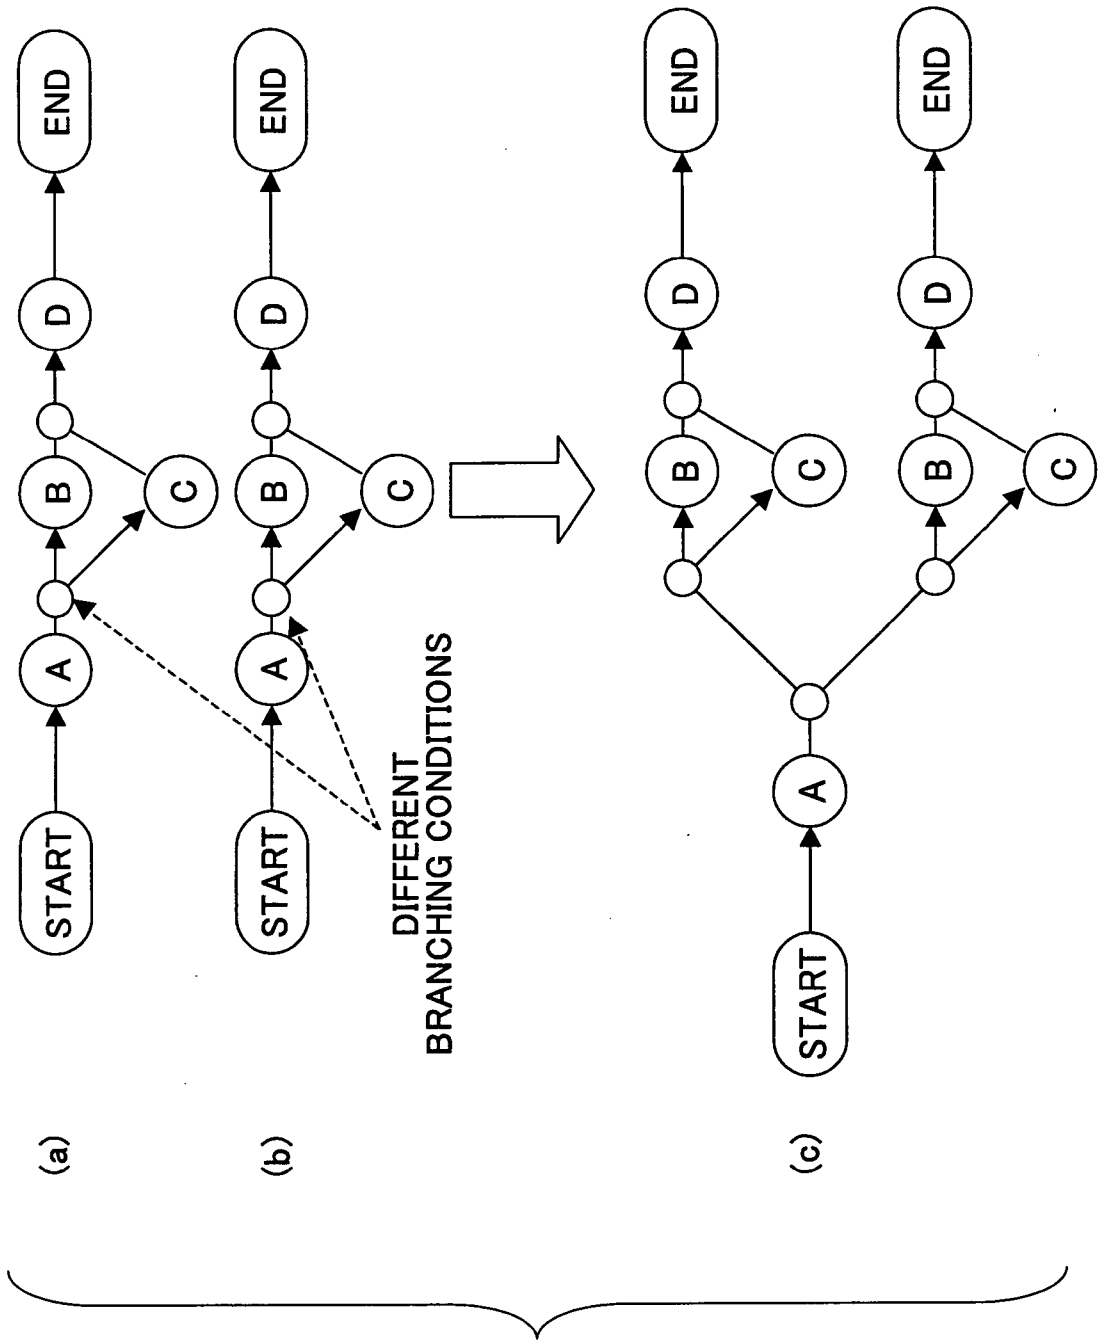 (a)
START
A
B
C
D
END
(b)
START
A
B
C
D
END
DIFFERENT
BRANCHING CONDITIONS
(c)
START
A
B
C
D
END
B
C
D
END